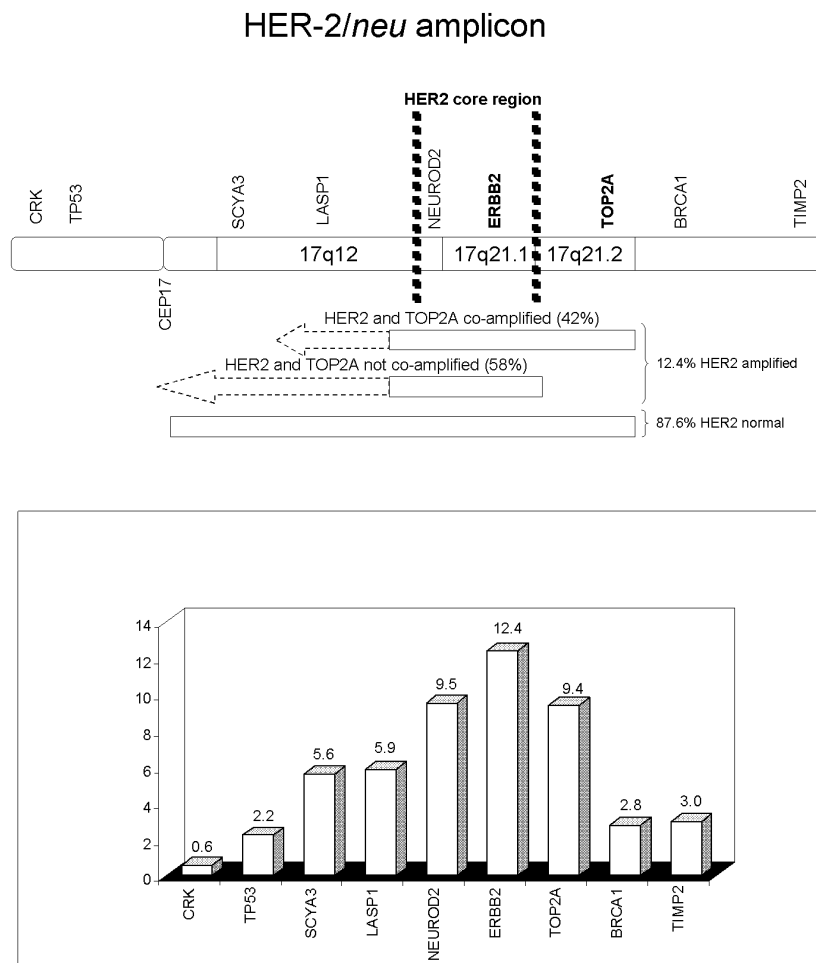 HER-2/neu amplicon
HER2 core region
CRK
TP53
SCYA3
LASP1
NEUROD2
ERBB2
TOP2A
BRCA1
TIMP2
17q12
17q21.1
17q21.2
CEP17
HER2 and TOP2A co-amplified (42%)
HER2 and TOP2A not co-amplified (58%)
12.4% HER2 amplified
87.6% HER2 normal
14
12
10
8
6
4
2
0
0.6
2.2
5.6
5.9
9.5
12.4
9.4
2.8
3.0
CRK
TP53
SCYA3
LASP1
NEUROD2
ERBB2
TOP2A
BRCA1
TIMP2